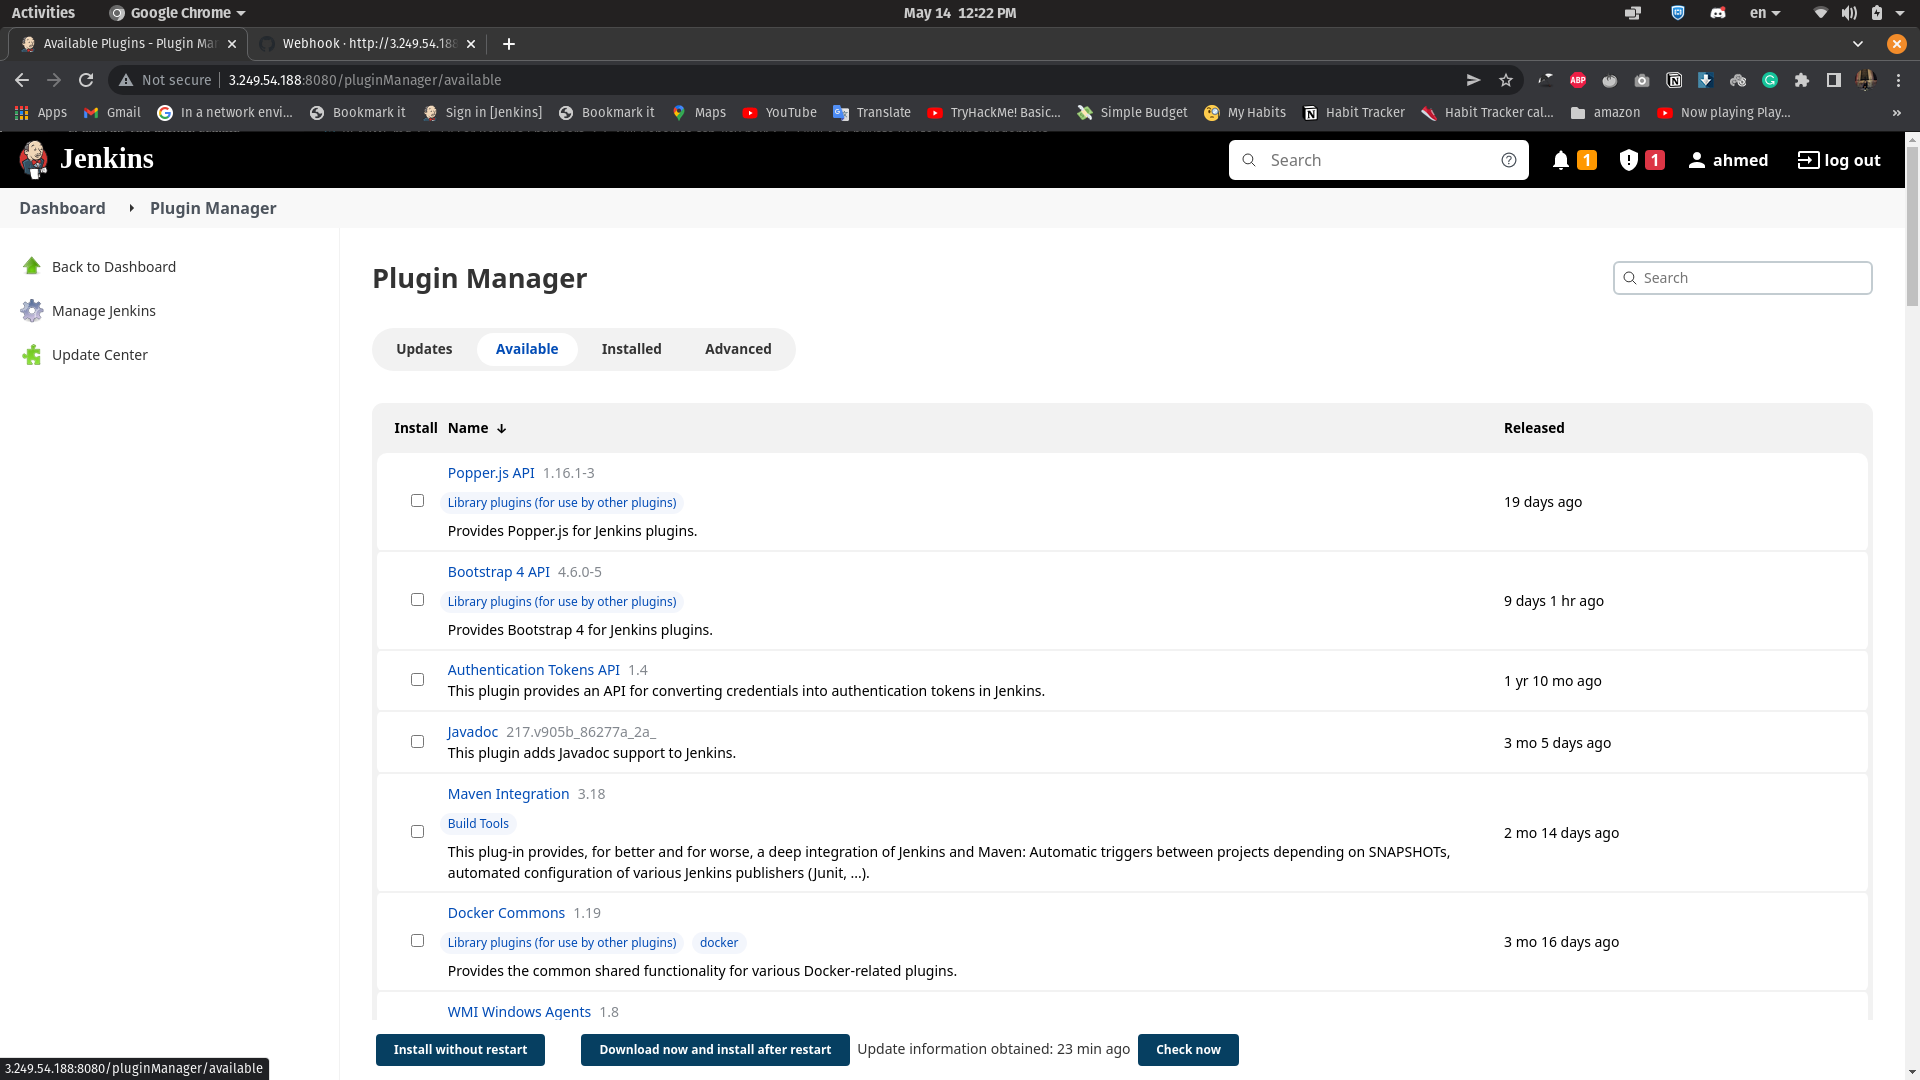 Activities
Google Chrome
May 14 12:22 PM
en
Available Plugins - Plugin Mar
Webhook · http://3.249.54.188
Not secure
3.249.54.188:8080/pluginManager/available
ABP
Apps
Gmail
In a network envi...
Bookmark it
Sign in [Jenkins]
Bookmark it
Maps
YouTube
Translate
TryHackMe! Basic...
Simple Budget
My Habits
Habit Tracker
Habit Tracker cal...
amazon
Now playing Play...
»
Jenkins
Search
1
1
ahmed
log out
Dashboard
Plugin Manager
Back to Dashboard
Manage Jenkins
Update Center
Plugin Manager
Search
Updates
Available
Installed
Advanced
Install Name ↓
Released
Popper.js API 1.16.1-3
Library plugins (for use by other plugins)
Provides Popper.js for Jenkins plugins.
19 days ago
Bootstrap 4 API 4.6.0-5
Library plugins (for use by other plugins)
Provides Bootstrap 4 for Jenkins plugins.
9 days 1 hr ago
Authentication Tokens API 1.4
This plugin provides an API for converting credentials into authentication tokens in Jenkins.
1 yr 10 mo ago
Javadoc 217.v905b_86277a_2a_
This plugin adds Javadoc support to Jenkins.
3 mo 5 days ago
Maven Integration 3.18
Build Tools
This plug-in provides, for better and for worse, a deep integration of Jenkins and Maven: Automatic triggers between projects depending on SNAPSHOTs,
automated configuration of various Jenkins publishers (Junit, ...).
2 mo 14 days ago
Docker Commons 1.19
Library plugins (for use by other plugins)
docker
Provides the common shared functionality for various Docker-related plugins.
3 mo 16 days ago
WMI Windows Agents 1.8
Install without restart
Download now and install after restart
Update information obtained: 23 min ago
Check now
3.249.54.188:8080/pluginManager/available